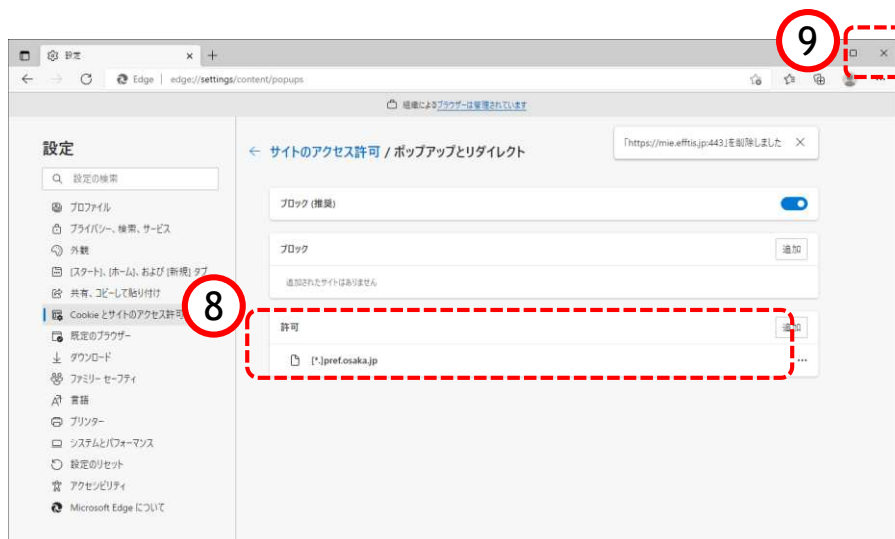 9
設定
Edge | edge://settings/content/popups
組織によるブラウザーは管理されています
設定
設定の検索
プロファイル
プライバシー、検索、サービス
外観
[スタート]、[ホーム]、および [新規] タブ
共有、コピーして貼り付け
Cookie とサイトのアクセス許可
既定のブラウザー
ダウンロード
ファミリー セーフティ
言語
プリンター
システムとパフォーマンス
設定のリセット
アクセシビリティ
Microsoft Edge について
サイトのアクセス許可 / ポップアップとリダイレクト
「https://mie.efftis.jp:443」を削除しました
ブロック (推奨)
ブロック
追加
追加されたサイトはありません
8
許可
追加
[*.]pref.osaka.jp